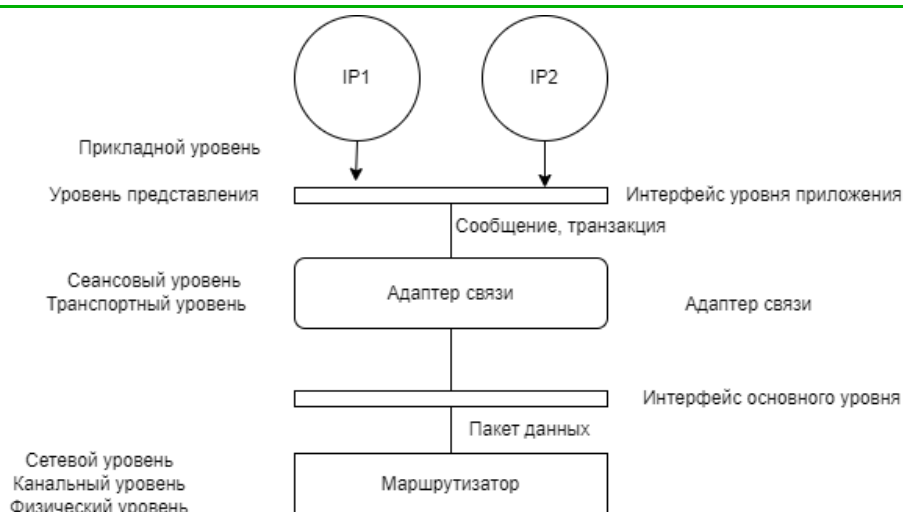 IP1 IP2
Прикладной уровень
Уровень представления
Интерфейс уровня приложения
Сообщение, транзакция
Сеансовый уровень
Транспортный уровень
Адаптер связи
Адаптер связи
Интерфейс основного уровня
Пакет данных
Сетевой уровень
Канальный уровень
Физический уровень
Маршрутизатор